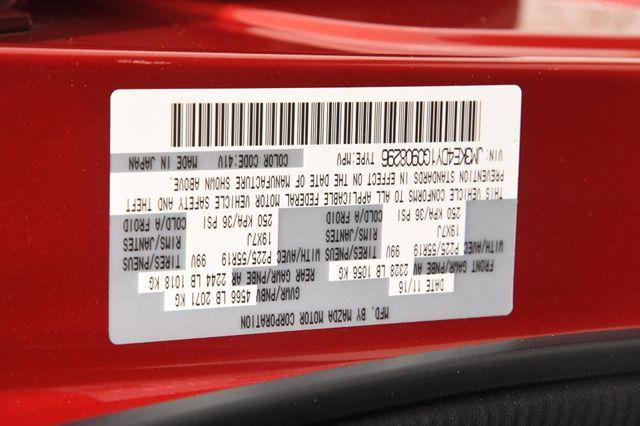 MFD. BY MAZDA MOTOR CORPORATION
DATE 11/16 GVWR/PNBV 4566 LB 2071 KG
FRONT GAWR/PNBE AV 2328 LB 1056 KG REAR GAWR/PNBE AR 2244 LB 1018 KG
WITH/AVEC TIRES/PNEUS P225/55R19 99V WITH/AVEC TIRES/PNEUS P225/55R19 99V
RIMS/JANTES 19X7J RIMS/JANTES 19X7J
COLD/A FROID 250 KPA/36 PSI COLD/A FROID 250 KPA/36 PSI
THIS VEHICLE CONFORMS TO ALL APPLICABLE FEDERAL MOTOR VEHICLE SAFETY AND THEFT
PREVENTION STANDARDS IN EFFECT ON THE DATE OF MANUFACTURE SHOWN ABOVE.
VIN: JM3KE4DY1G0908296 TYPE:MPV COLOR CODE:41V MADE IN JAPAN